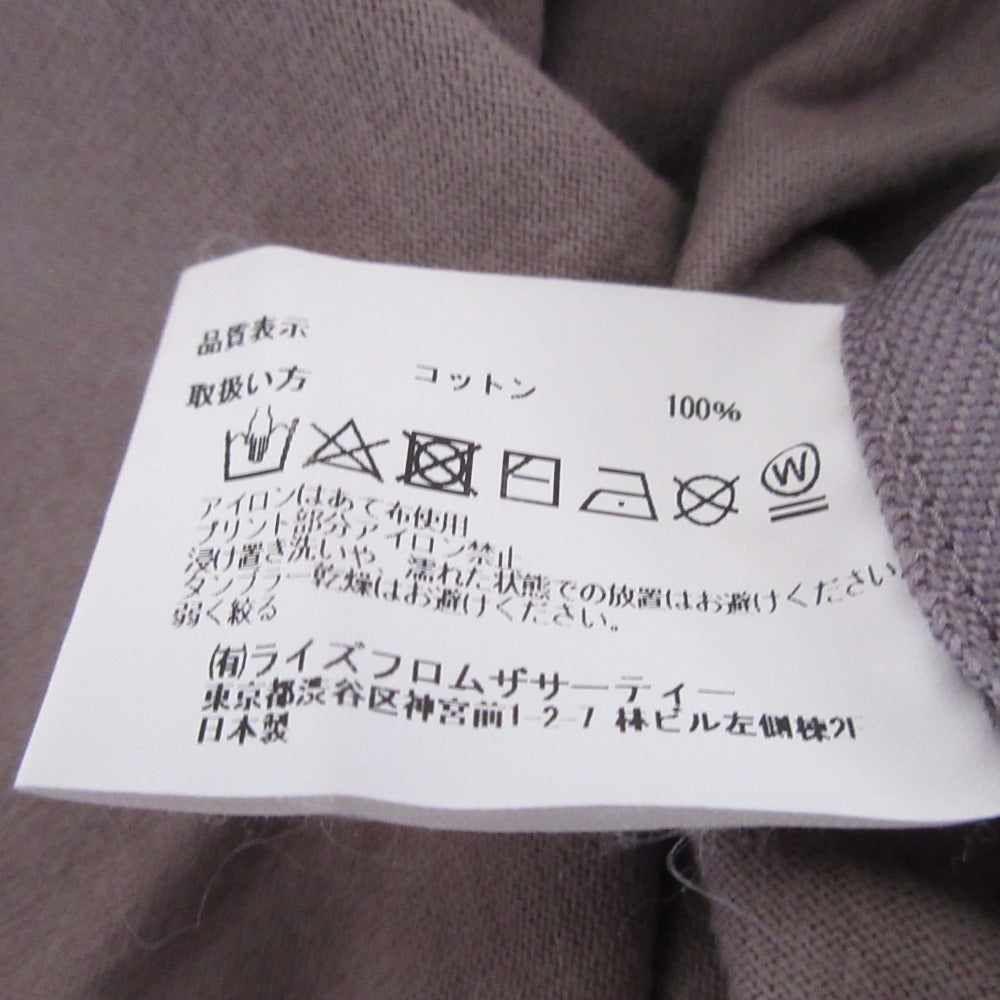 品質表示
取扱い方
コットン 100%
W
アイロンはあて布使用
プリント部分アイロン禁止
浸け置き洗いや、濡れた状態での放置はお避けください。
タンブラー乾燥はお避けください。
弱く絞る
(有)ライズフロムザサーティー
東京都渋谷区神宮前1-2-7 林ビル左側棟2F
日本製